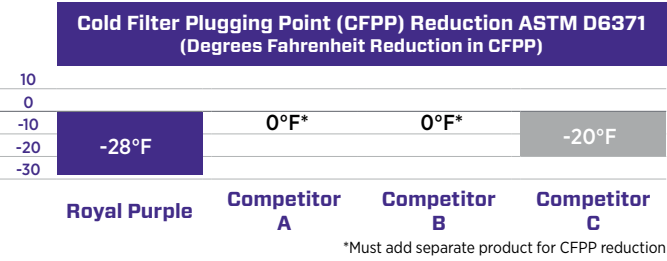 Cold Filter Plugging Point (CFPP) Reduction ASTM D6371
(Degrees Fahrenheit Reduction in CFPP)
10
0
-10
-20
-30
-28°F
0°F*
0°F*
-20°F
Royal Purple
Competitor
A
Competitor
B
Competitor
C
*Must add separate product for CFPP reduction